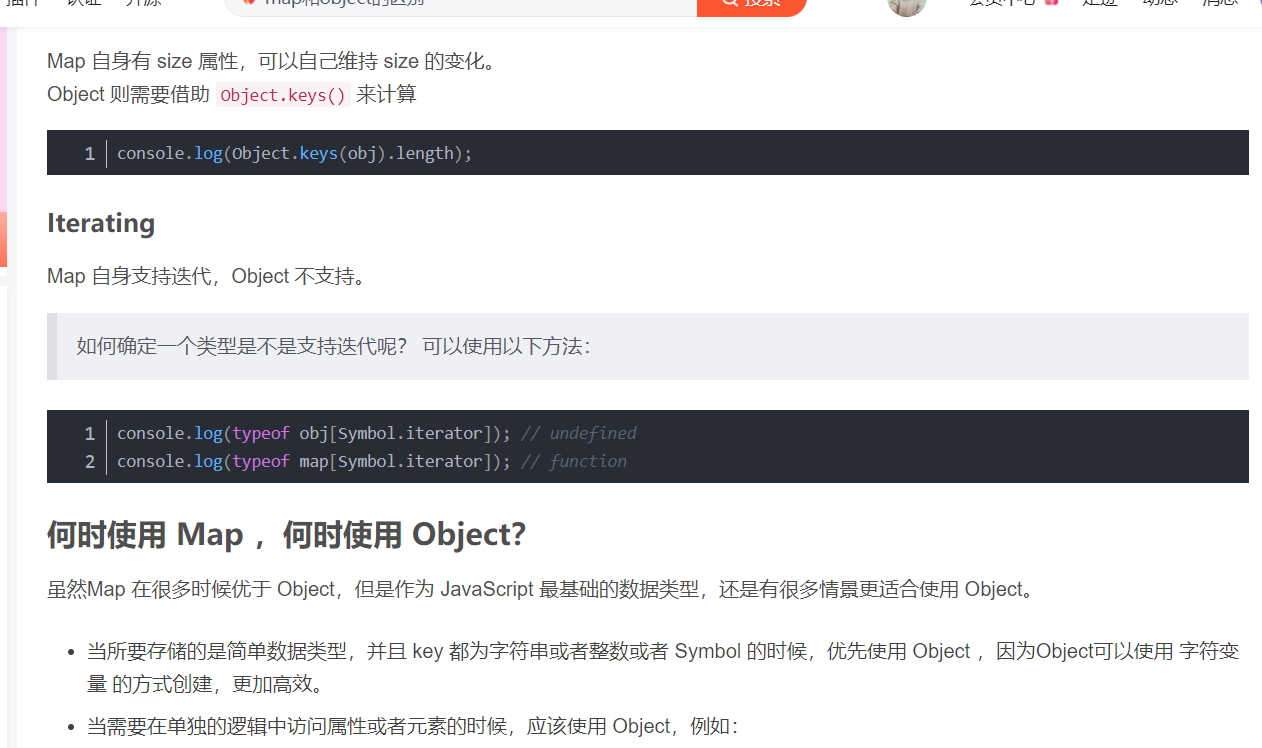 插件 认证 开源 map和object的区别 搜索 会员中心 足迹 动态 消息
Map 自身有 size 属性，可以自己维持 size 的变化。
Object 则需要借助 Object.keys() 来计算
1 console.log(Object.keys(obj).length);
Iterating
Map 自身支持迭代，Object 不支持。
如何确定一个类型是不是支持迭代呢？ 可以使用以下方法：
1 console.log(typeof obj[Symbol.iterator]); // undefined
2 console.log(typeof map[Symbol.iterator]); // function
何时使用 Map ，何时使用 Object？
虽然Map 在很多时候优于 Object，但是作为 JavaScript 最基础的数据类型，还是有很多情景更适合使用 Object。
• 当所要存储的是简单数据类型，并且 key 都为字符串或者整数或者 Symbol 的时候，优先使用 Object ，因为Object可以使用 字符变
量 的方式创建，更加高效。
• 当需要在单独的逻辑中访问属性或者元素的时候，应该使用 Object，例如：